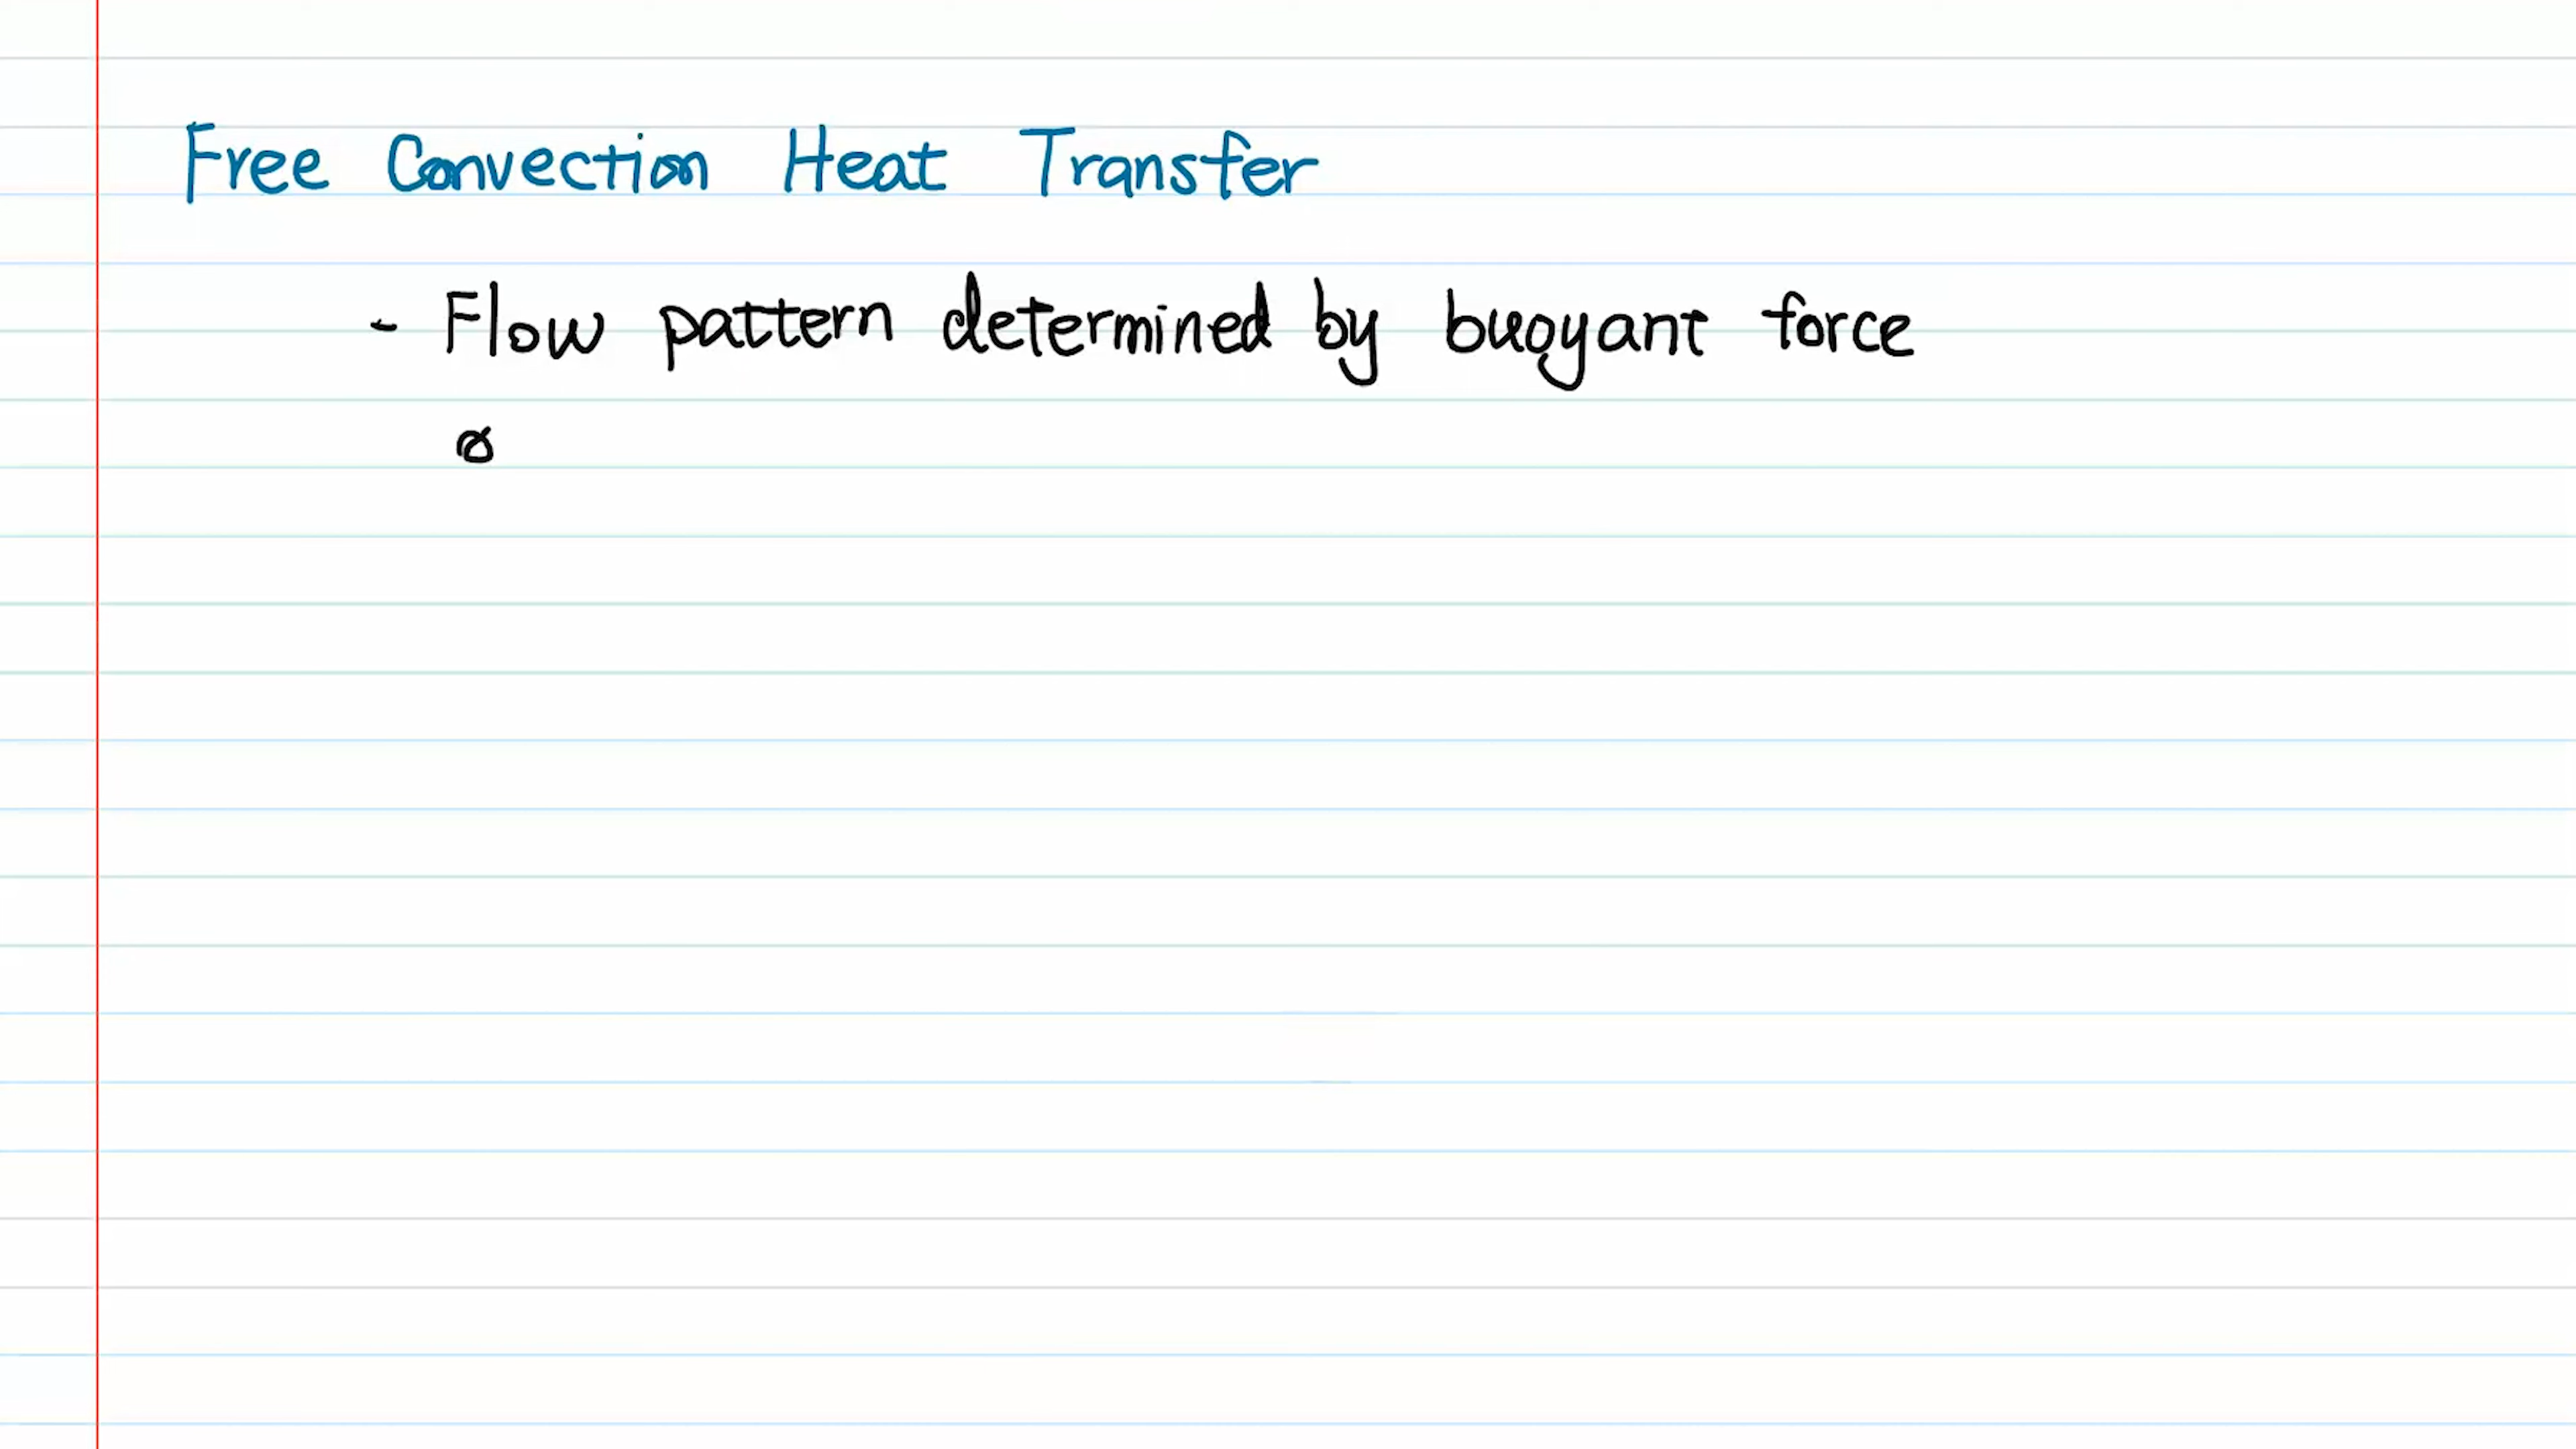 Free Convection Heat Transfer
- Flow pattern determined by buoyant force